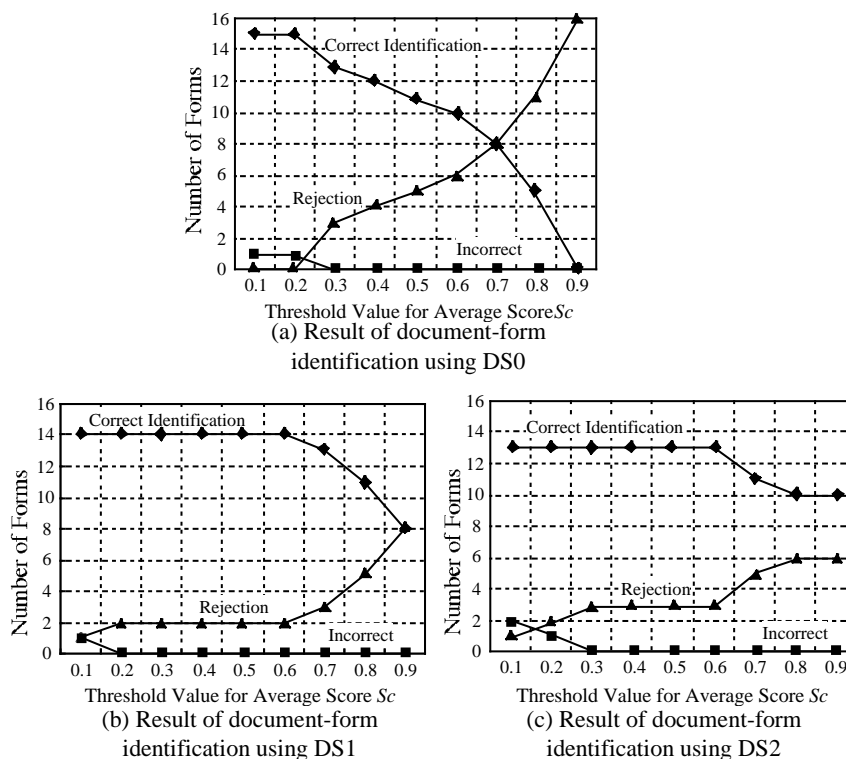 16
14
12
10
8
6
4
2
0
Number of Forms
Correct Identification
Rejection
Incorrect
0.1 0.2 0.3 0.4 0.5 0.6 0.7 0.8 0.9
Threshold Value for Average Score Sc
(a) Result of document-form
identification using DS0
16
14
12
10
8
6
4
2
0
Number of Forms
Correct Identification
Rejection
Incorrect
0.1 0.2 0.3 0.4 0.5 0.6 0.7 0.8 0.9
Threshold Value for Average Score Sc
(b) Result of document-form
identification using DS1
16
14
12
10
8
6
4
2
0
Number of Forms
Correct Identification
Rejection
Incorrect
0.1 0.2 0.3 0.4 0.5 0.6 0.7 0.8 0.9
Threshold Value for Average Score Sc
(c) Result of document-form
identification using DS2